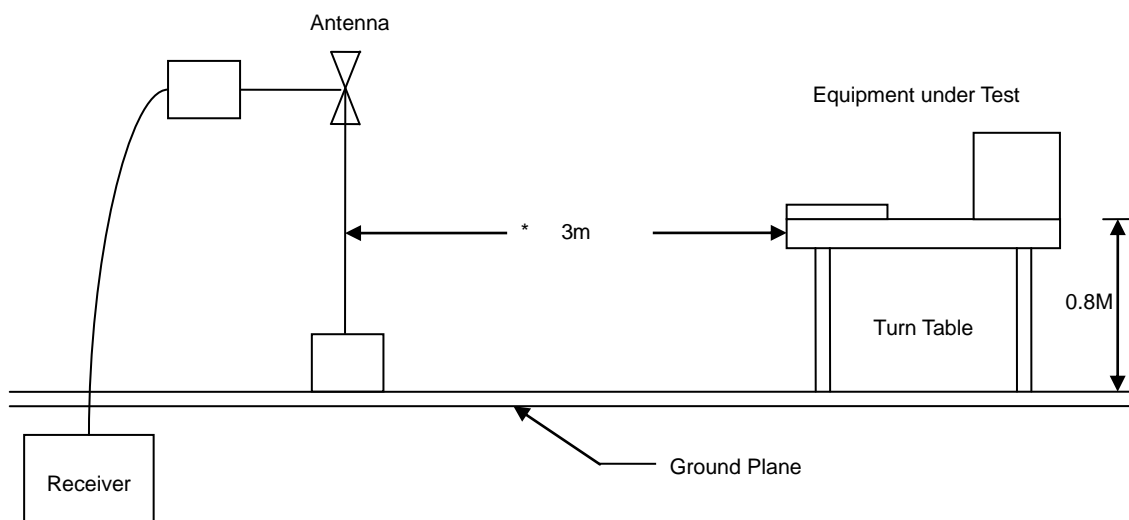 Antenna
Equipment under Test
* 3m
0.8M
Turn Table
Ground Plane
Receiver